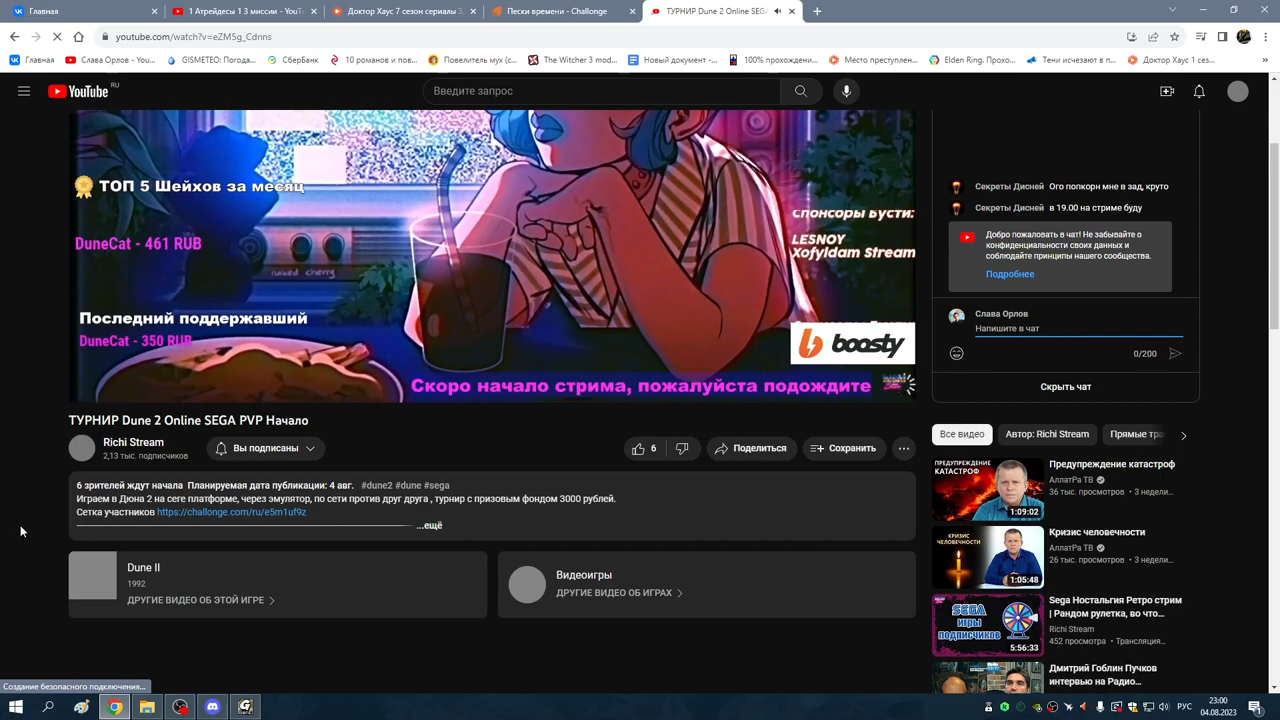 Главная
1 Атрейдесы 1 3 миссии - YouTu
Доктор Хаус 7 сезон сериалы 3,
Пески времени - Challonge
ТУРНИР Dune 2 Online SEGA
youtube.com/watch?v=eZM5g_Cdnns
Главная
Слава Орлов - You...
GISMETEO: Погода...
СберБанк
10 романов и пов...
Повелитель мух (с...
The Witcher 3 mod...
Новый документ -...
100% прохождени...
Место преступлен...
Elden Ring. Прохо...
Тени исчезают в п...
Доктор Хаус 1 сез...
YouTube
RU
Введите запрос
ТОП 5 Шейхов за месяц
DuneCat - 461 RUB
naked cherry
Последний поддержавший
DuneCat - 350 RUB
Спонсоры Бусти:
LESNOY
Xofyldam Stream
boosty
Скоро начало стрима, пожалуйста подождите
Секреты Дисней Ого попкорн мне в зад, круто
Секреты Дисней в 19.00 на стриме буду
Добро пожаловать в чат! Не забывайте о
конфиденциальности своих данных и
соблюдайте принципы нашего сообщества.
Подробнее
Слава Орлов
Напишите в чат
0/200
Скрыть чат
ТУРНИР Dune 2 Online SEGA PVP Начало
Richi Stream
2,13 тыс. подписчиков
Вы подписаны
6
Поделиться
Сохранить
6 зрителей ждут начала Планируемая дата публикации: 4 авг. #dune2 #dune #sega
Играем в Дюна 2 на сеге платформе, через эмулятор, по сети против друг друга , турнир с призовым фондом 3000 рублей.
Сетка участников https://challonge.com/ru/e5m1uf9z
...ещё
Dune II
1992
ДРУГИЕ ВИДЕО ОБ ЭТОЙ ИГРЕ
Видеоигры
ДРУГИЕ ВИДЕО ОБ ИГРАХ
Все видео
Автор: Richi Stream
Прямые тра
ПРЕДУПРЕЖДЕНИЕ
КАТАСТРОФ
1:09:02
Предупреждение катастроф
АллатРа ТВ
36 тыс. просмотров • 3 недели...
КРИЗИС
ЧЕЛОВЕЧНОСТИ
1:05:48
Кризис человечности
АллатРа ТВ
26 тыс. просмотров • 3 недели...
SEGA
ИГРЫ
ПОДПИСЧИКОВ
5:56:33
Sega Ностальгия Ретро стрим
| Рандом рулетка, во что...
Richi Stream
452 просмотра • Трансляция...
Дмитрий Гоблин Пучков
интервью на Радио...
Создание безопасного подключения...
РУС
23:00
04.08.2023
1